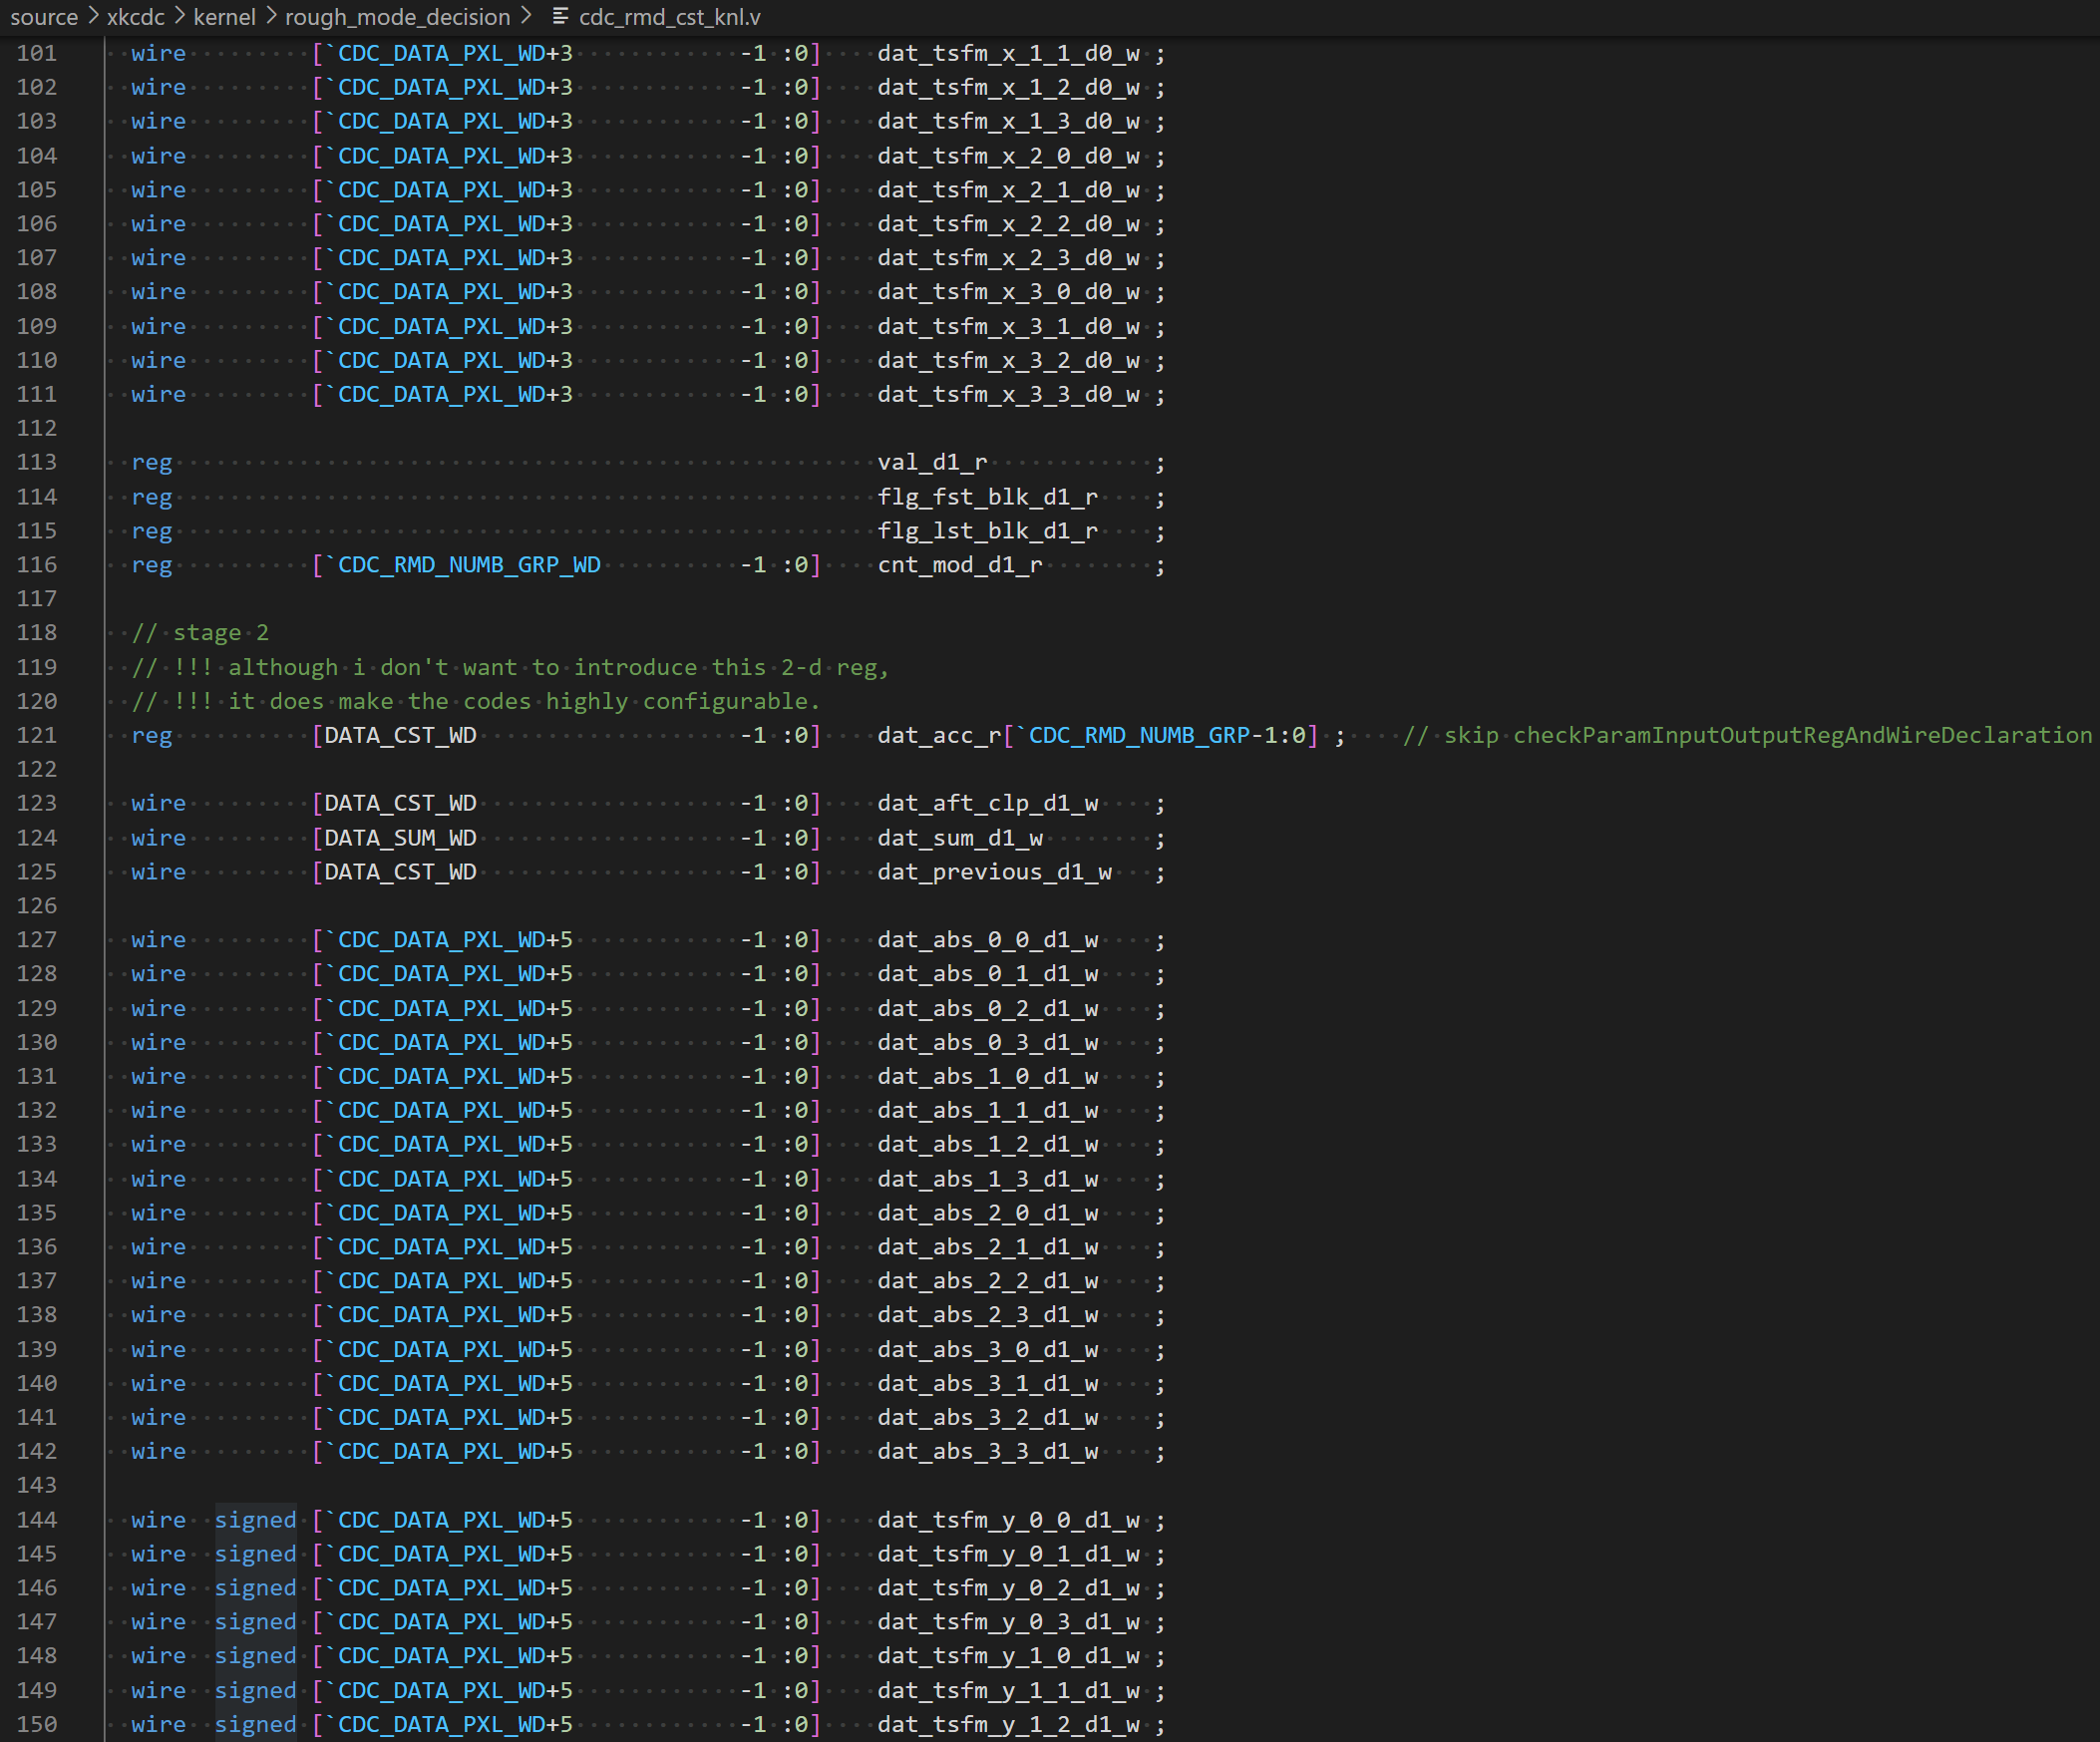 source > xkcdc > kernel > rough_mode_decision > cdc_rmd_cst_knl.v
101 wire [`CDC_DATA_PXL_WD+3 -1 :0] dat_tsfm_x_1_1_d0_w ;
102 wire [`CDC_DATA_PXL_WD+3 -1 :0] dat_tsfm_x_1_2_d0_w ;
103 wire [`CDC_DATA_PXL_WD+3 -1 :0] dat_tsfm_x_1_3_d0_w ;
104 wire [`CDC_DATA_PXL_WD+3 -1 :0] dat_tsfm_x_2_0_d0_w ;
105 wire [`CDC_DATA_PXL_WD+3 -1 :0] dat_tsfm_x_2_1_d0_w ;
106 wire [`CDC_DATA_PXL_WD+3 -1 :0] dat_tsfm_x_2_2_d0_w ;
107 wire [`CDC_DATA_PXL_WD+3 -1 :0] dat_tsfm_x_2_3_d0_w ;
108 wire [`CDC_DATA_PXL_WD+3 -1 :0] dat_tsfm_x_3_0_d0_w ;
109 wire [`CDC_DATA_PXL_WD+3 -1 :0] dat_tsfm_x_3_1_d0_w ;
110 wire [`CDC_DATA_PXL_WD+3 -1 :0] dat_tsfm_x_3_2_d0_w ;
111 wire [`CDC_DATA_PXL_WD+3 -1 :0] dat_tsfm_x_3_3_d0_w ;
112
113 reg val_d1_r ;
114 reg flg_fst_blk_d1_r ;
115 reg flg_lst_blk_d1_r ;
116 reg [`CDC_RMD_NUMB_GRP_WD -1 :0] cnt_mod_d1_r ;
117
118 // stage 2
119 // !!! although i don't want to introduce this 2-d reg,
120 // !!! it does make the codes highly configurable.
121 reg [DATA_CST_WD -1 :0] dat_acc_r[`CDC_RMD_NUMB_GRP-1:0] ; // skip checkParamInputOutputRegAndWireDeclaration
122
123 wire [DATA_CST_WD -1 :0] dat_aft_clp_d1_w ;
124 wire [DATA_SUM_WD -1 :0] dat_sum_d1_w ;
125 wire [DATA_CST_WD -1 :0] dat_previous_d1_w ;
126
127 wire [`CDC_DATA_PXL_WD+5 -1 :0] dat_abs_0_0_d1_w ;
128 wire [`CDC_DATA_PXL_WD+5 -1 :0] dat_abs_0_1_d1_w ;
129 wire [`CDC_DATA_PXL_WD+5 -1 :0] dat_abs_0_2_d1_w ;
130 wire [`CDC_DATA_PXL_WD+5 -1 :0] dat_abs_0_3_d1_w ;
131 wire [`CDC_DATA_PXL_WD+5 -1 :0] dat_abs_1_0_d1_w ;
132 wire [`CDC_DATA_PXL_WD+5 -1 :0] dat_abs_1_1_d1_w ;
133 wire [`CDC_DATA_PXL_WD+5 -1 :0] dat_abs_1_2_d1_w ;
134 wire [`CDC_DATA_PXL_WD+5 -1 :0] dat_abs_1_3_d1_w ;
135 wire [`CDC_DATA_PXL_WD+5 -1 :0] dat_abs_2_0_d1_w ;
136 wire [`CDC_DATA_PXL_WD+5 -1 :0] dat_abs_2_1_d1_w ;
137 wire [`CDC_DATA_PXL_WD+5 -1 :0] dat_abs_2_2_d1_w ;
138 wire [`CDC_DATA_PXL_WD+5 -1 :0] dat_abs_2_3_d1_w ;
139 wire [`CDC_DATA_PXL_WD+5 -1 :0] dat_abs_3_0_d1_w ;
140 wire [`CDC_DATA_PXL_WD+5 -1 :0] dat_abs_3_1_d1_w ;
141 wire [`CDC_DATA_PXL_WD+5 -1 :0] dat_abs_3_2_d1_w ;
142 wire [`CDC_DATA_PXL_WD+5 -1 :0] dat_abs_3_3_d1_w ;
143
144 wire signed [`CDC_DATA_PXL_WD+5 -1 :0] dat_tsfm_y_0_0_d1_w ;
145 wire signed [`CDC_DATA_PXL_WD+5 -1 :0] dat_tsfm_y_0_1_d1_w ;
146 wire signed [`CDC_DATA_PXL_WD+5 -1 :0] dat_tsfm_y_0_2_d1_w ;
147 wire signed [`CDC_DATA_PXL_WD+5 -1 :0] dat_tsfm_y_0_3_d1_w ;
148 wire signed [`CDC_DATA_PXL_WD+5 -1 :0] dat_tsfm_y_1_0_d1_w ;
149 wire signed [`CDC_DATA_PXL_WD+5 -1 :0] dat_tsfm_y_1_1_d1_w ;
150 wire signed [`CDC_DATA_PXL_WD+5 -1 :0] dat_tsfm_y_1_2_d1_w ;